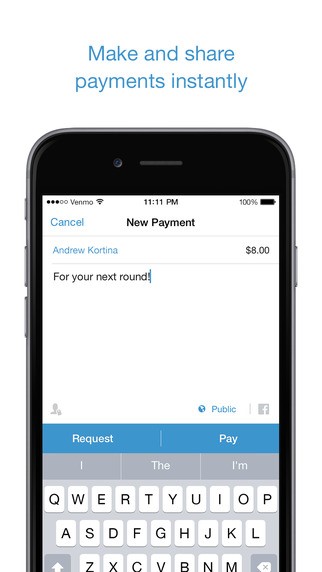 Make and share
payments instantly
Venmo 11:11 PM 100%
Cancel New Payment
Andrew Kortina $8.00
For your next round!
Public
Request Pay
I The I'm
Q W E R T Y U I O P
A S D F G H J K L
Z X C V B N M